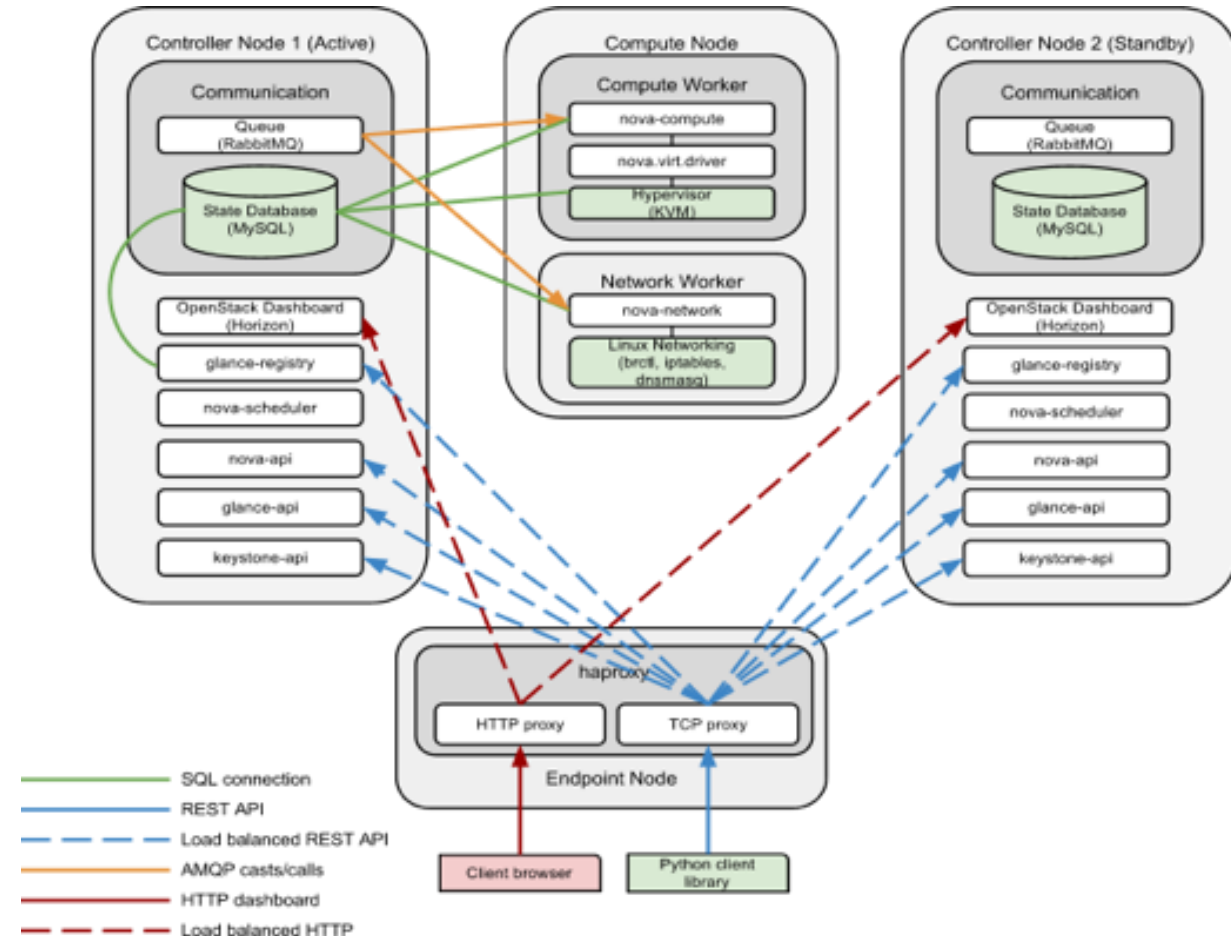 Controller Node 1 (Active)
Communication
Queue
(RabbitMQ)
State Database
(MySQL)
OpenStack Dashboard
(Horizon)
glance-registry
nova-scheduler
nova-api
glance-api
keystone-api
Compute Node
Compute Worker
nova-compute
nova.virt.driver
Hypervisor
(KVM)
Network Worker
nova-network
Linux Networking
(brctl, iptables,
dnsmasq)
Controller Node 2 (Standby)
Communication
Queue
(RabbitMQ)
State Database
(MySQL)
OpenStack Dashboard
(Horizon)
glance-registry
nova-scheduler
nova-api
glance-api
keystone-api
haproxy
HTTP proxy
TCP proxy
Endpoint Node
Client browser
Python client
library
SQL connection
REST API
Load balanced REST API
AMQP casts/calls
HTTP dashboard
Load balanced HTTP